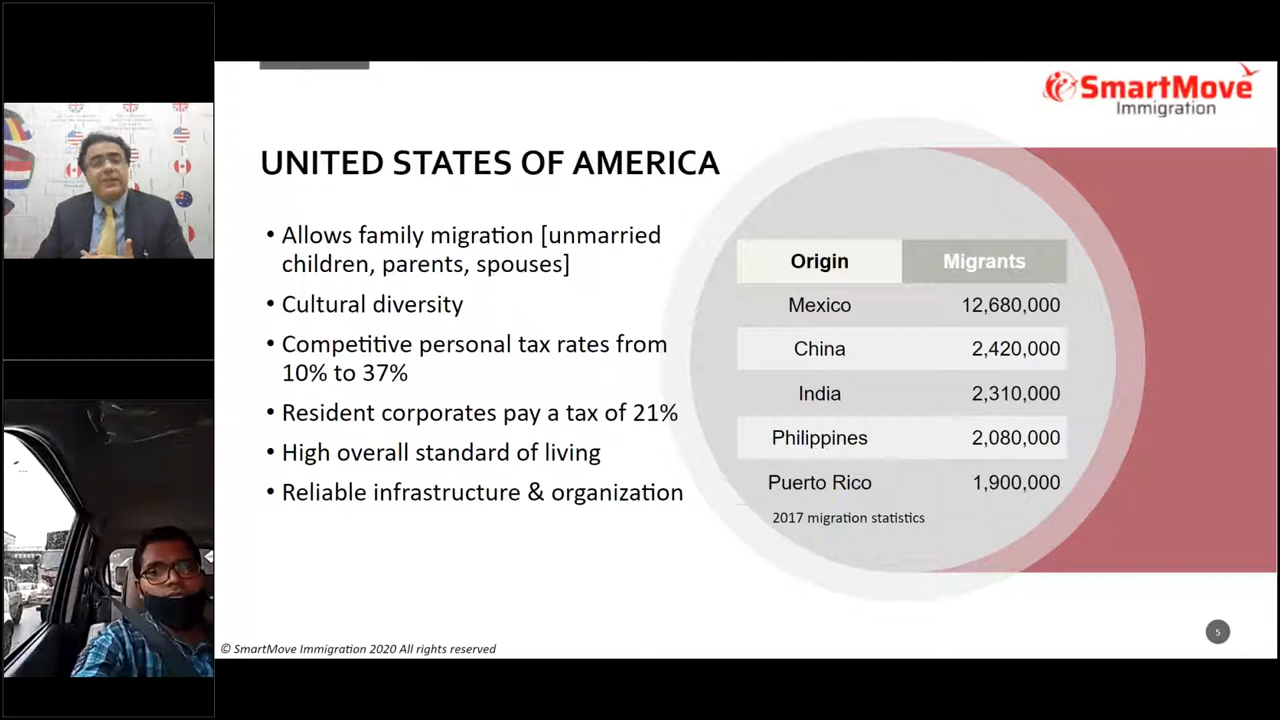 SmartMove
Immigration
UNITED STATES OF AMERICA
• Allows family migration [unmarried
children, parents, spouses]
• Cultural diversity
• Competitive personal tax rates from
10% to 37%
• Resident corporates pay a tax of 21%
• High overall standard of living
• Reliable infrastructure & organization
Origin Migrants
Mexico 12,680,000
China 2,420,000
India 2,310,000
Philippines 2,080,000
Puerto Rico 1,900,000
2017 migration statistics
5
© SmartMove Immigration 2020 All rights reserved